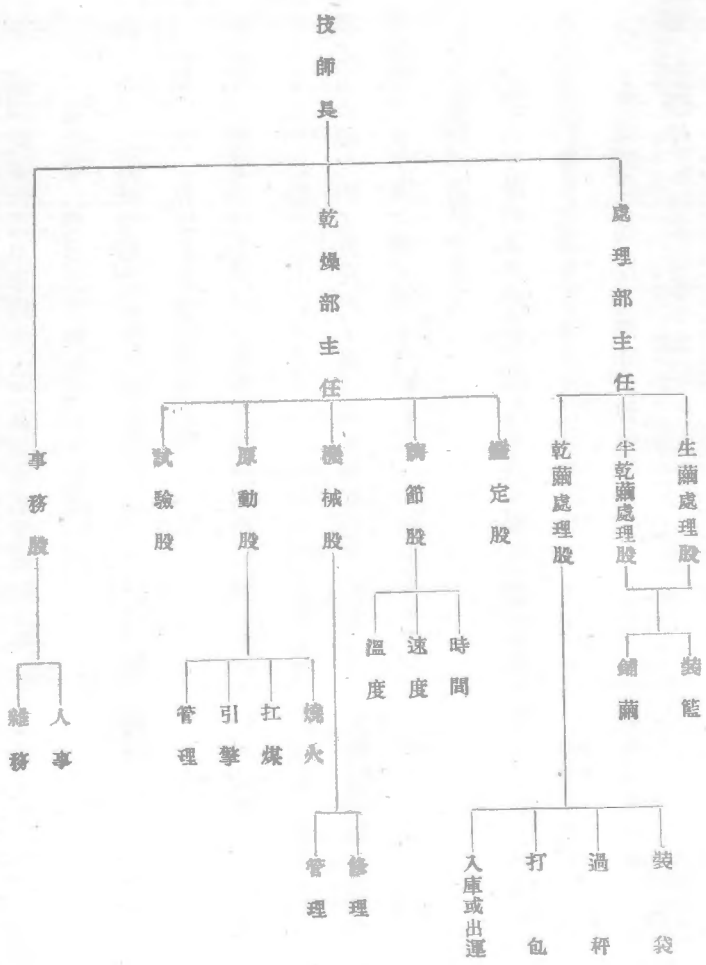 技師長
處理部主任
乾燥部主任
事務股
生繭處理股
半乾繭處理股
乾繭處理股
鑑定股
調節股
機械股
原動股
試驗股
裝籃
鋪繭
時間
速度
溫度
燒火
扛煤
引擎
管理
人事
雜務
修理
管理
裝袋
過秤
打包
入庫或出運